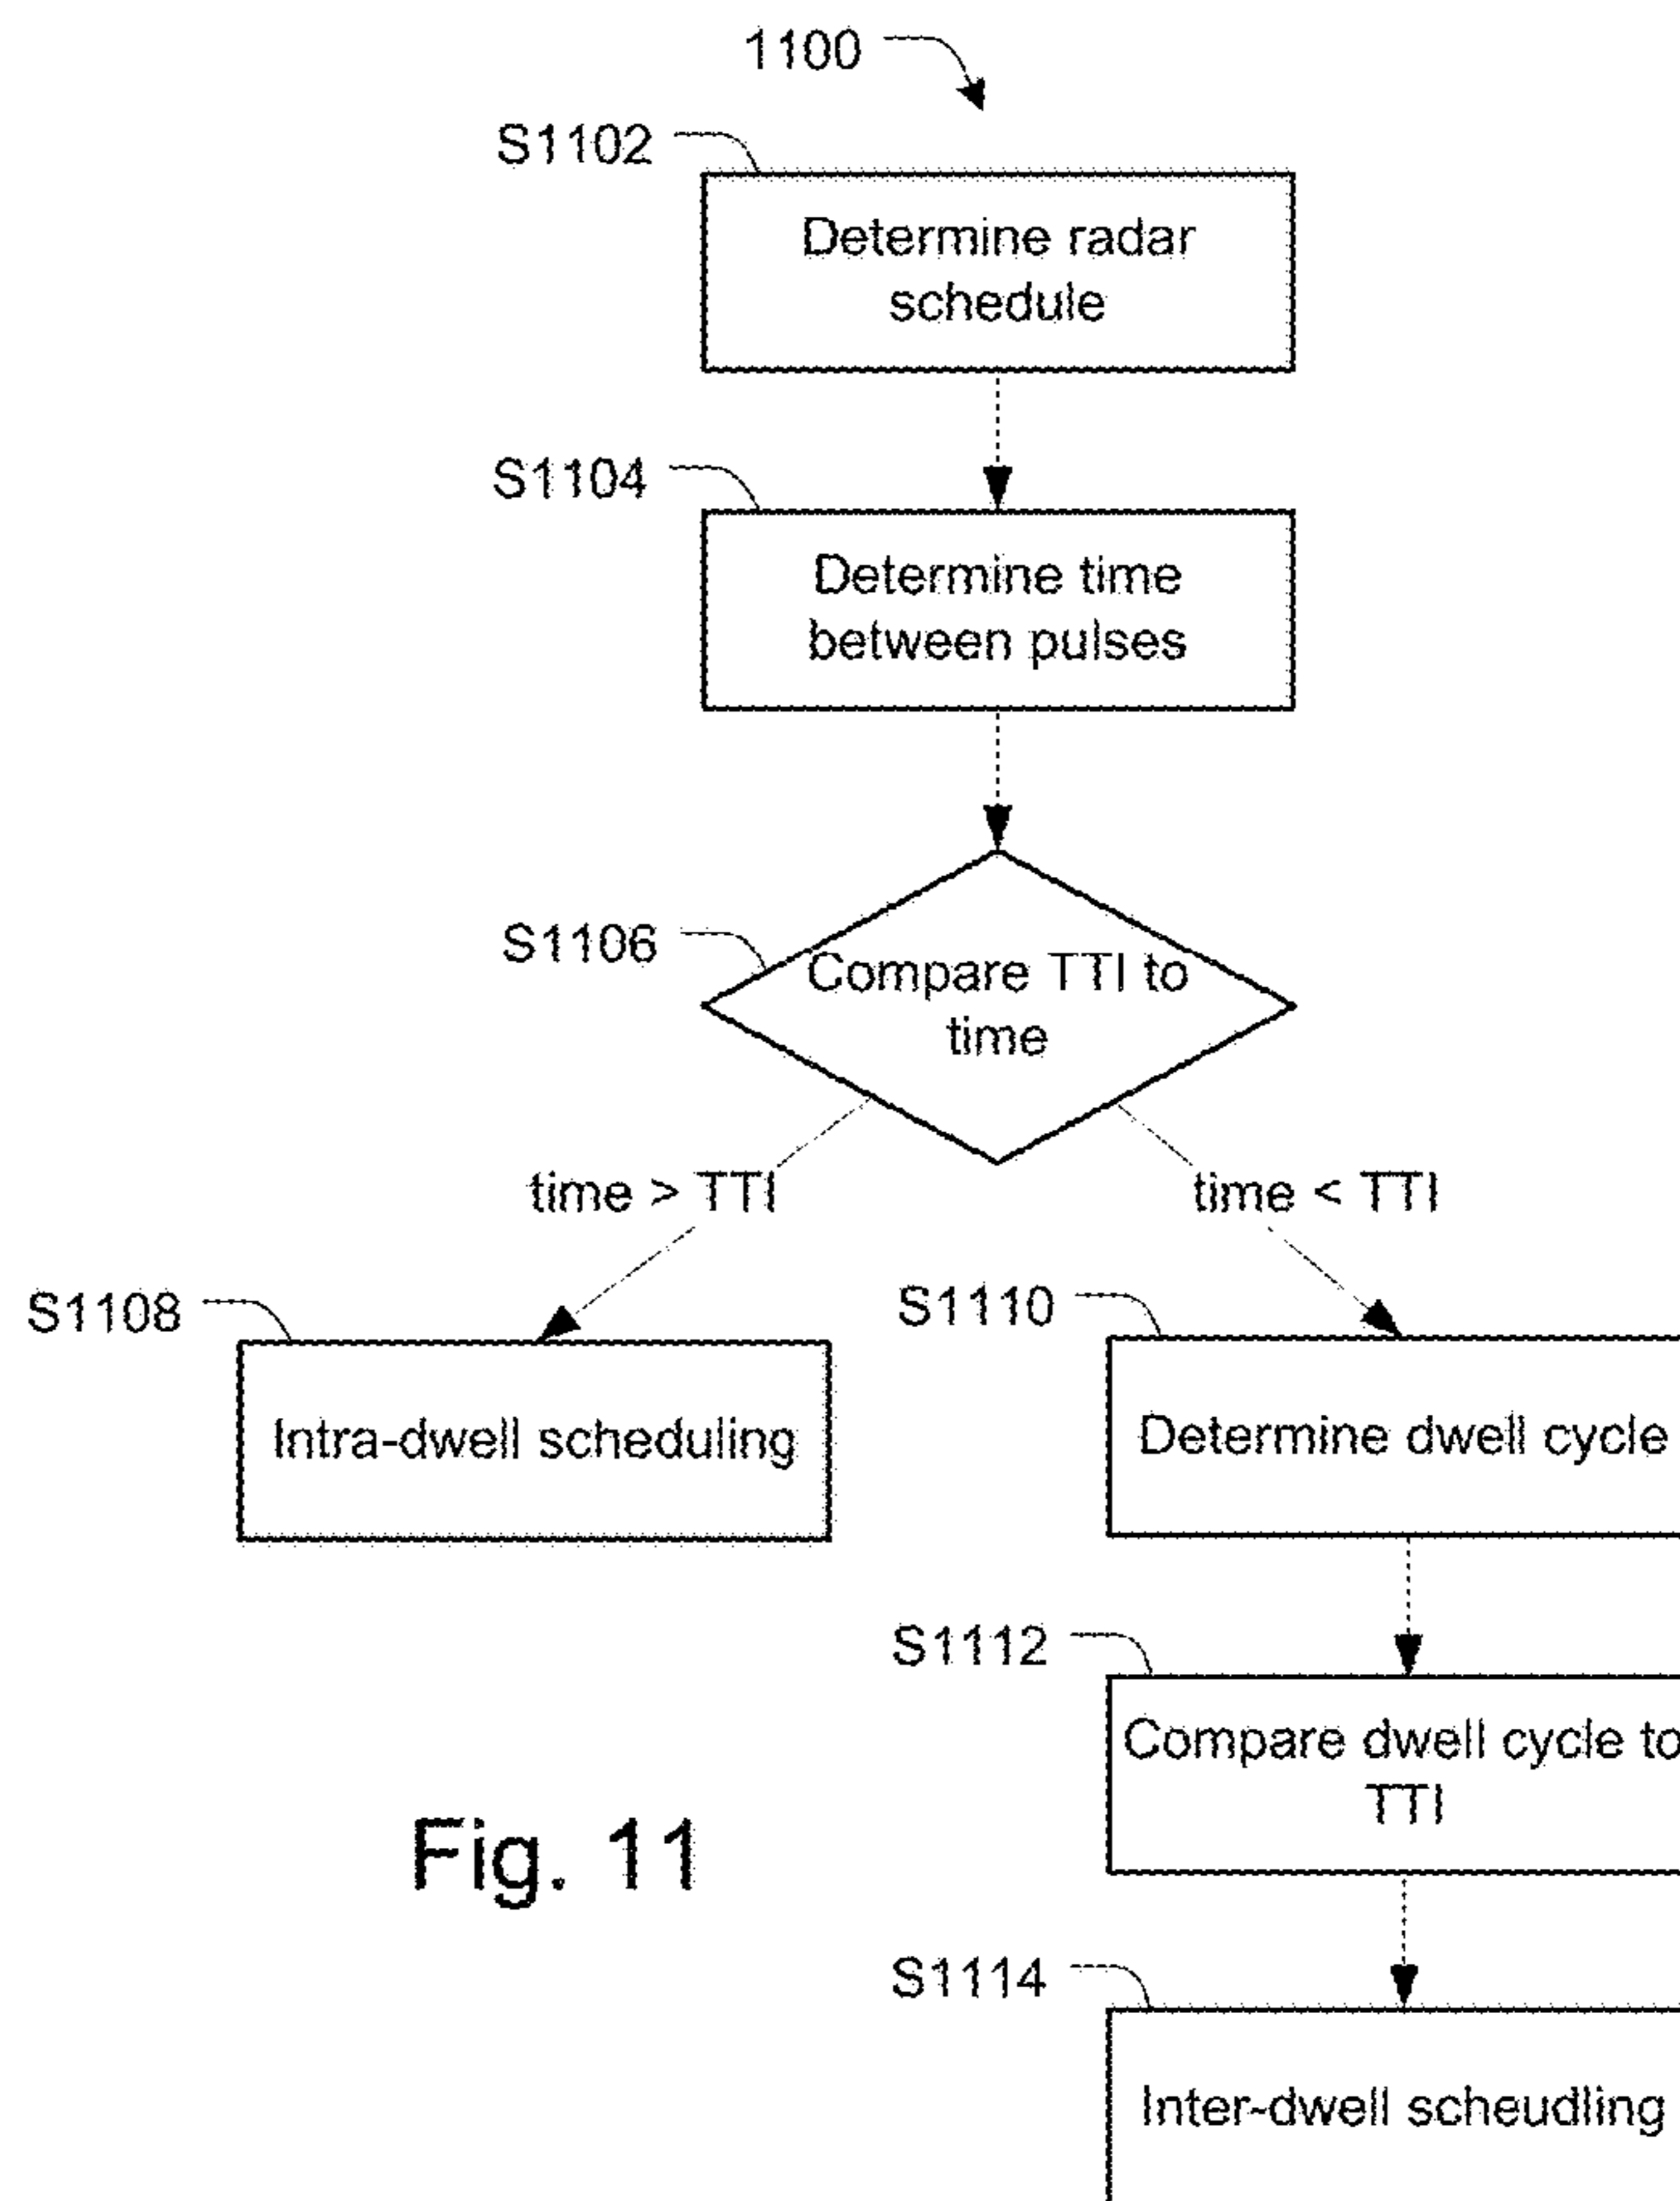 1100
S1102
Determine radar
schedule
S1104
Determine time
between pulses
S1106
Compare TTI to
time
time > TTI
time < TTI
S1108
Intra-dwell scheduling
S1110
Determine dwell cycle
S1112
Compare dwell cycle to
TTI
S1114
Inter-dwell scheudling
Fig. 11